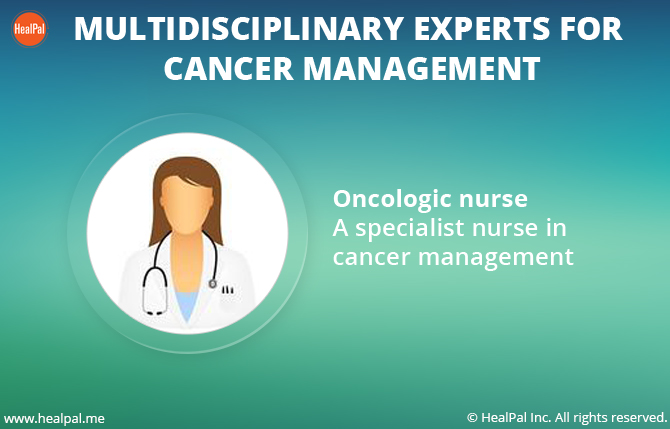 HealPal
MULTIDISCIPLINARY EXPERTS FOR
CANCER MANAGEMENT
Oncologic nurse
A specialist nurse in
cancer management
www.healpal.me
© HealPal Inc. All rights reserved.